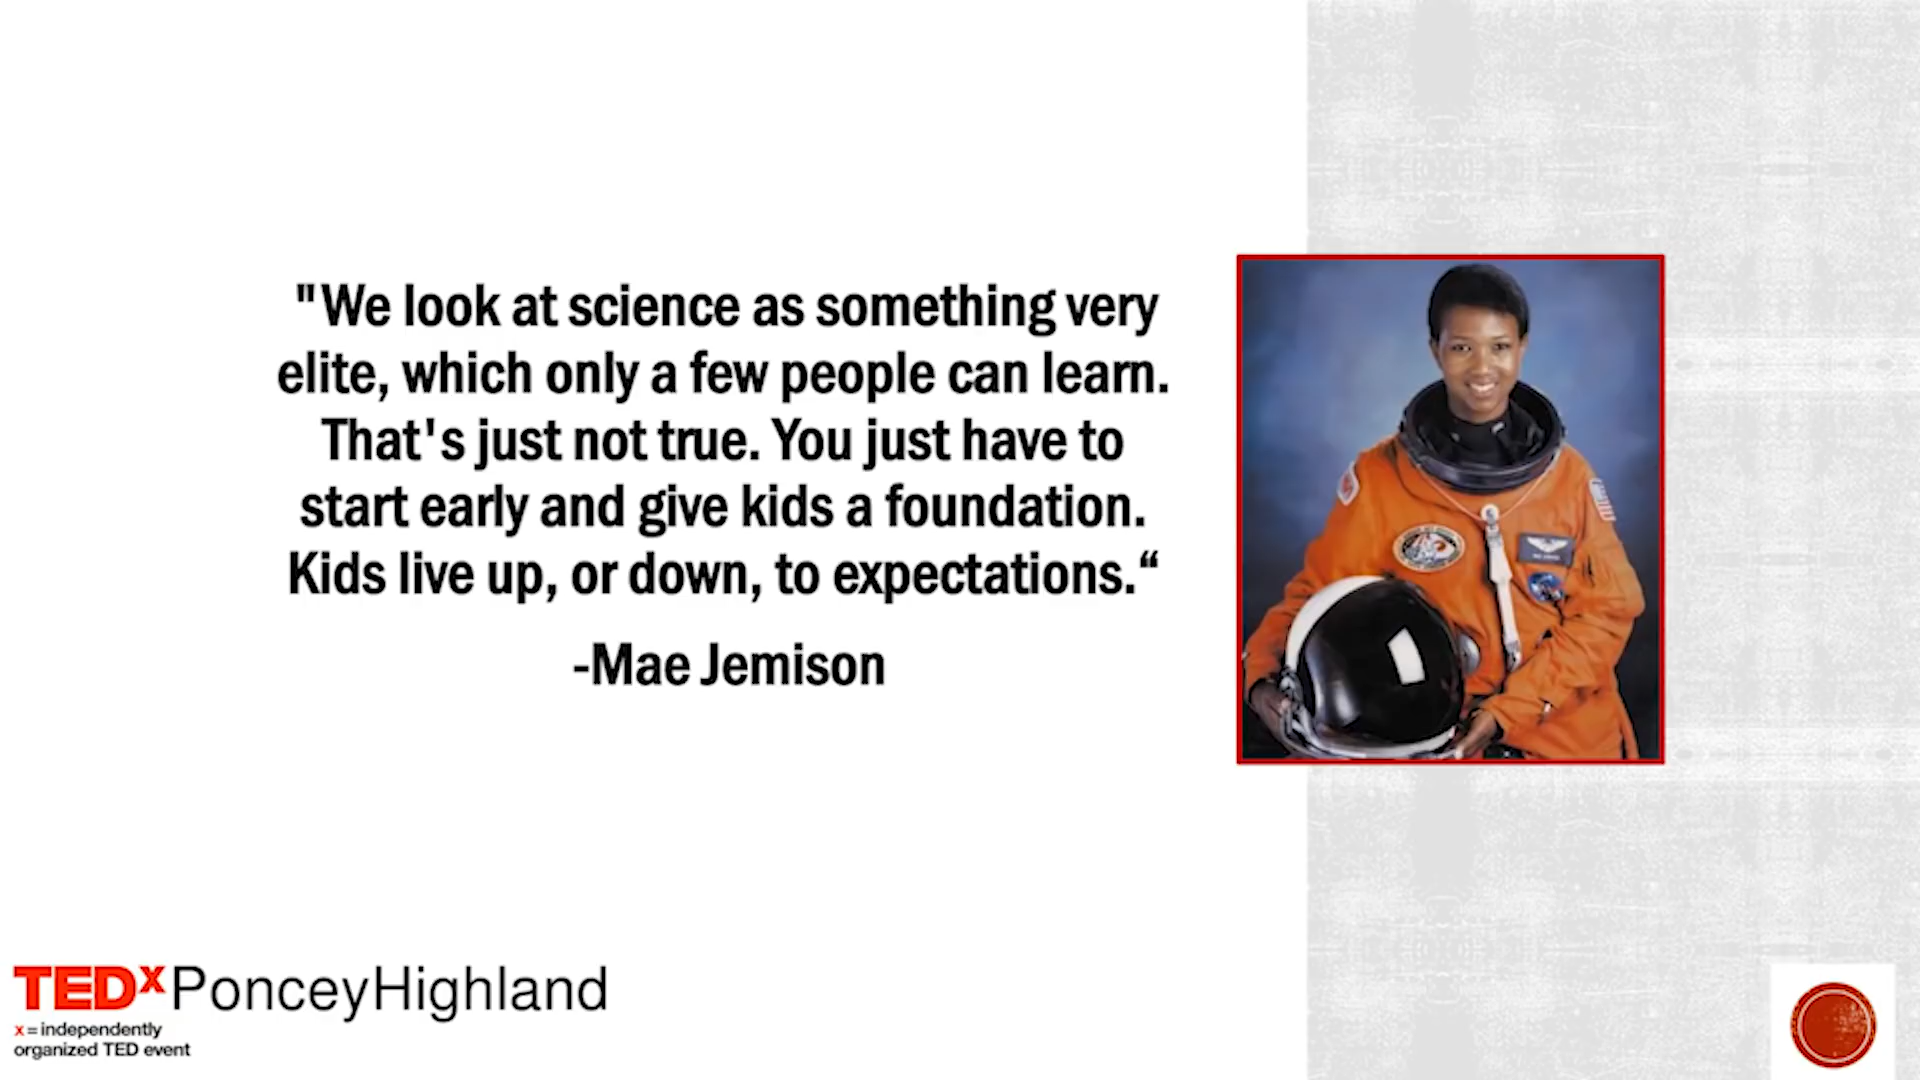 "We look at science as something very
elite, which only a few people can learn.
That's just not true. You just have to
start early and give kids a foundation.
Kids live up, or down, to expectations.“
-Mae Jemison
TEDxPonceyHighland
x = independently
organized TED event